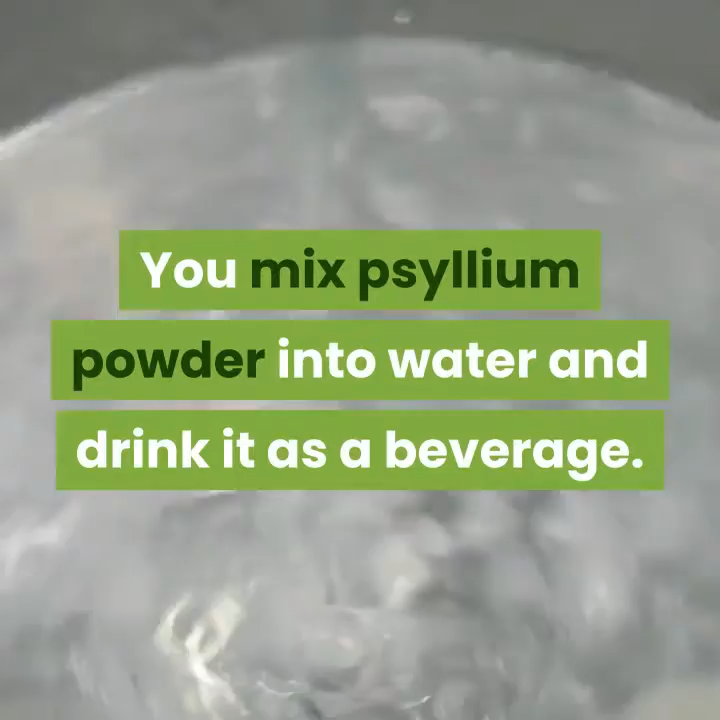 You mix psyllium
powder into water and
drink it as a beverage.